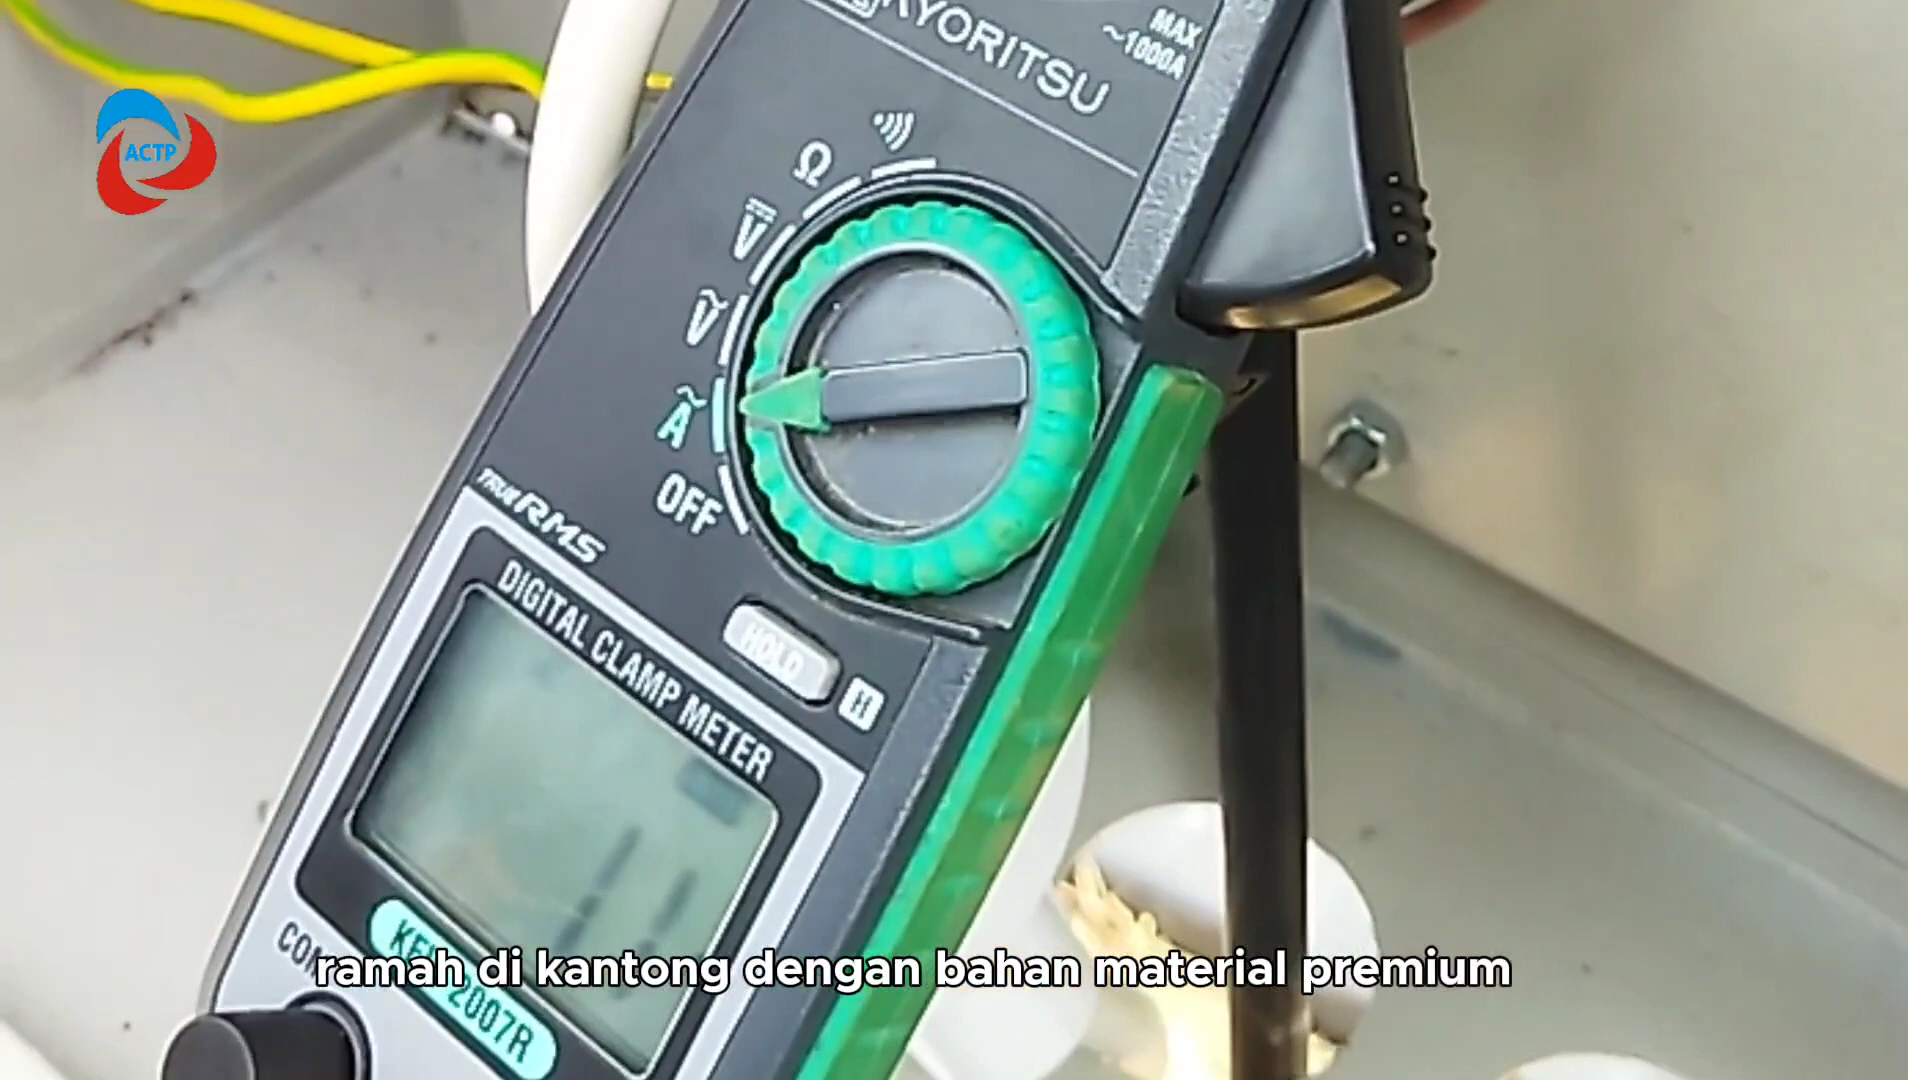 KYORITSU
MAX
~1000A
ACTP
Ω
V
Ṽ
Ã
OFF
TRUE RMS
DIGITAL CLAMP METER
HOLD
H
2007R
COM
ramah di kantong dengan bahan material premium